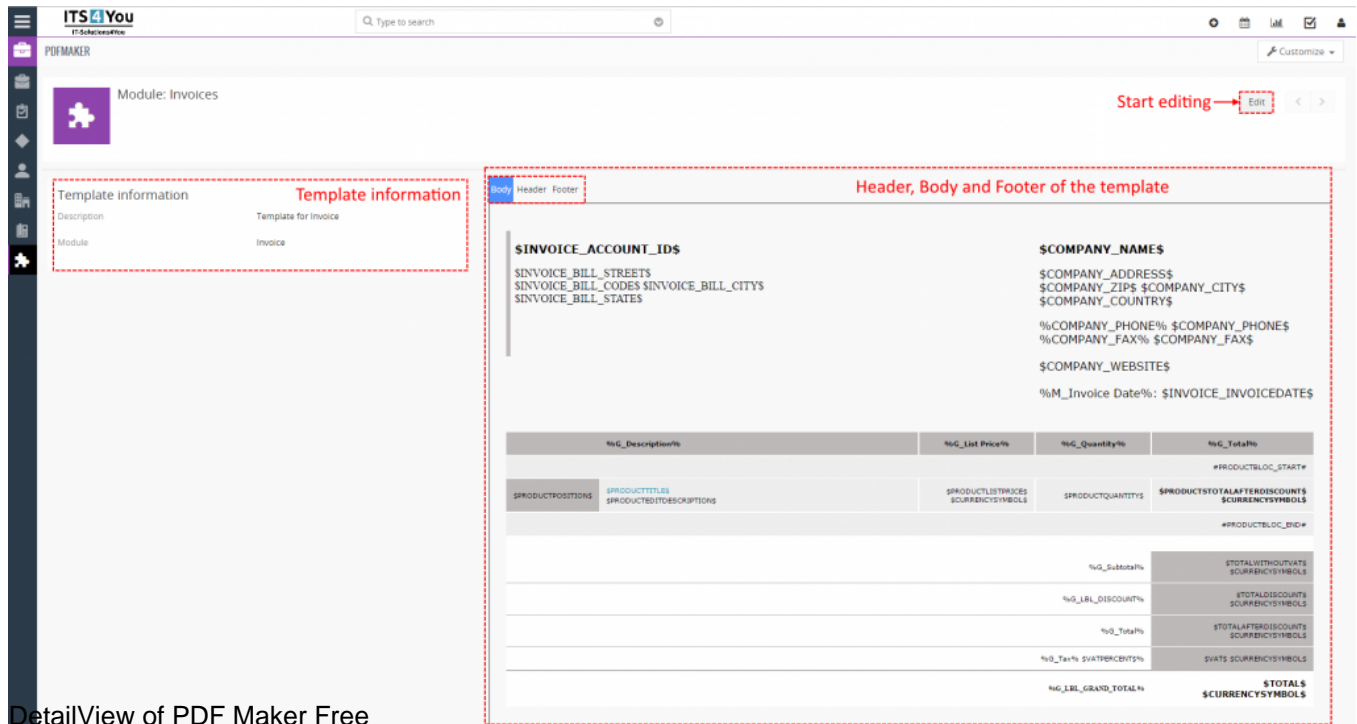 ITS4You
IT-Solutions4You
Type to search
PDFMAKER
Customize
Module: Invoices
Start editing
Edit
Template information
Template information
Description
Template for Invoice
Module
Invoice
Body Header Footer
Header, Body and Footer of the template
$INVOICE_ACCOUNT_ID$
$INVOICE_BILL_STREET$
$INVOICE_BILL_CODE$ $INVOICE_BILL_CITY$
$INVOICE_BILL_STATE$
$COMPANY_NAME$
$COMPANY_ADDRESS$
$COMPANY_ZIP$ $COMPANY_CITY$
$COMPANY_COUNTRY$
%COMPANY_PHONE% $COMPANY_PHONE$
%COMPANY_FAX% $COMPANY_FAX$
$COMPANY_WEBSITE$
%M_Invoice Date%: $INVOICE_INVOICEDATE$
%G_Description% %G_List Price% %G_Quantity% %G_Total%
#PRODUCTBLOC_START#
$PRODUCTPOSITION$
$PRODUCTTITLE$
$PRODUCTEDITDESCRIPTION$
$PRODUCTLISTPRICE$
$CURRENCYSYMBOL$
$PRODUCTQUANTITY$
$PRODUCTSTOTALAFTERDISCOUNT$
$CURRENCYSYMBOL$
#PRODUCTBLOC_END#
%G_Subtotal%
$TOTALWITHOUTVAT$
$CURRENCYSYMBOL$
%G_LBL_DISCOUNT%
$TOTALDISCOUNT$
$CURRENCYSYMBOL$
%G_Total%
$TOTALAFTERDISCOUNT$
$CURRENCYSYMBOL$
%G_Tax% $VATPERCENT$%
$VAT$ $CURRENCYSYMBOL$
%G_LBL_GRAND_TOTAL%
$TOTAL$
$CURRENCYSYMBOL$
DetailView of PDF Maker Free